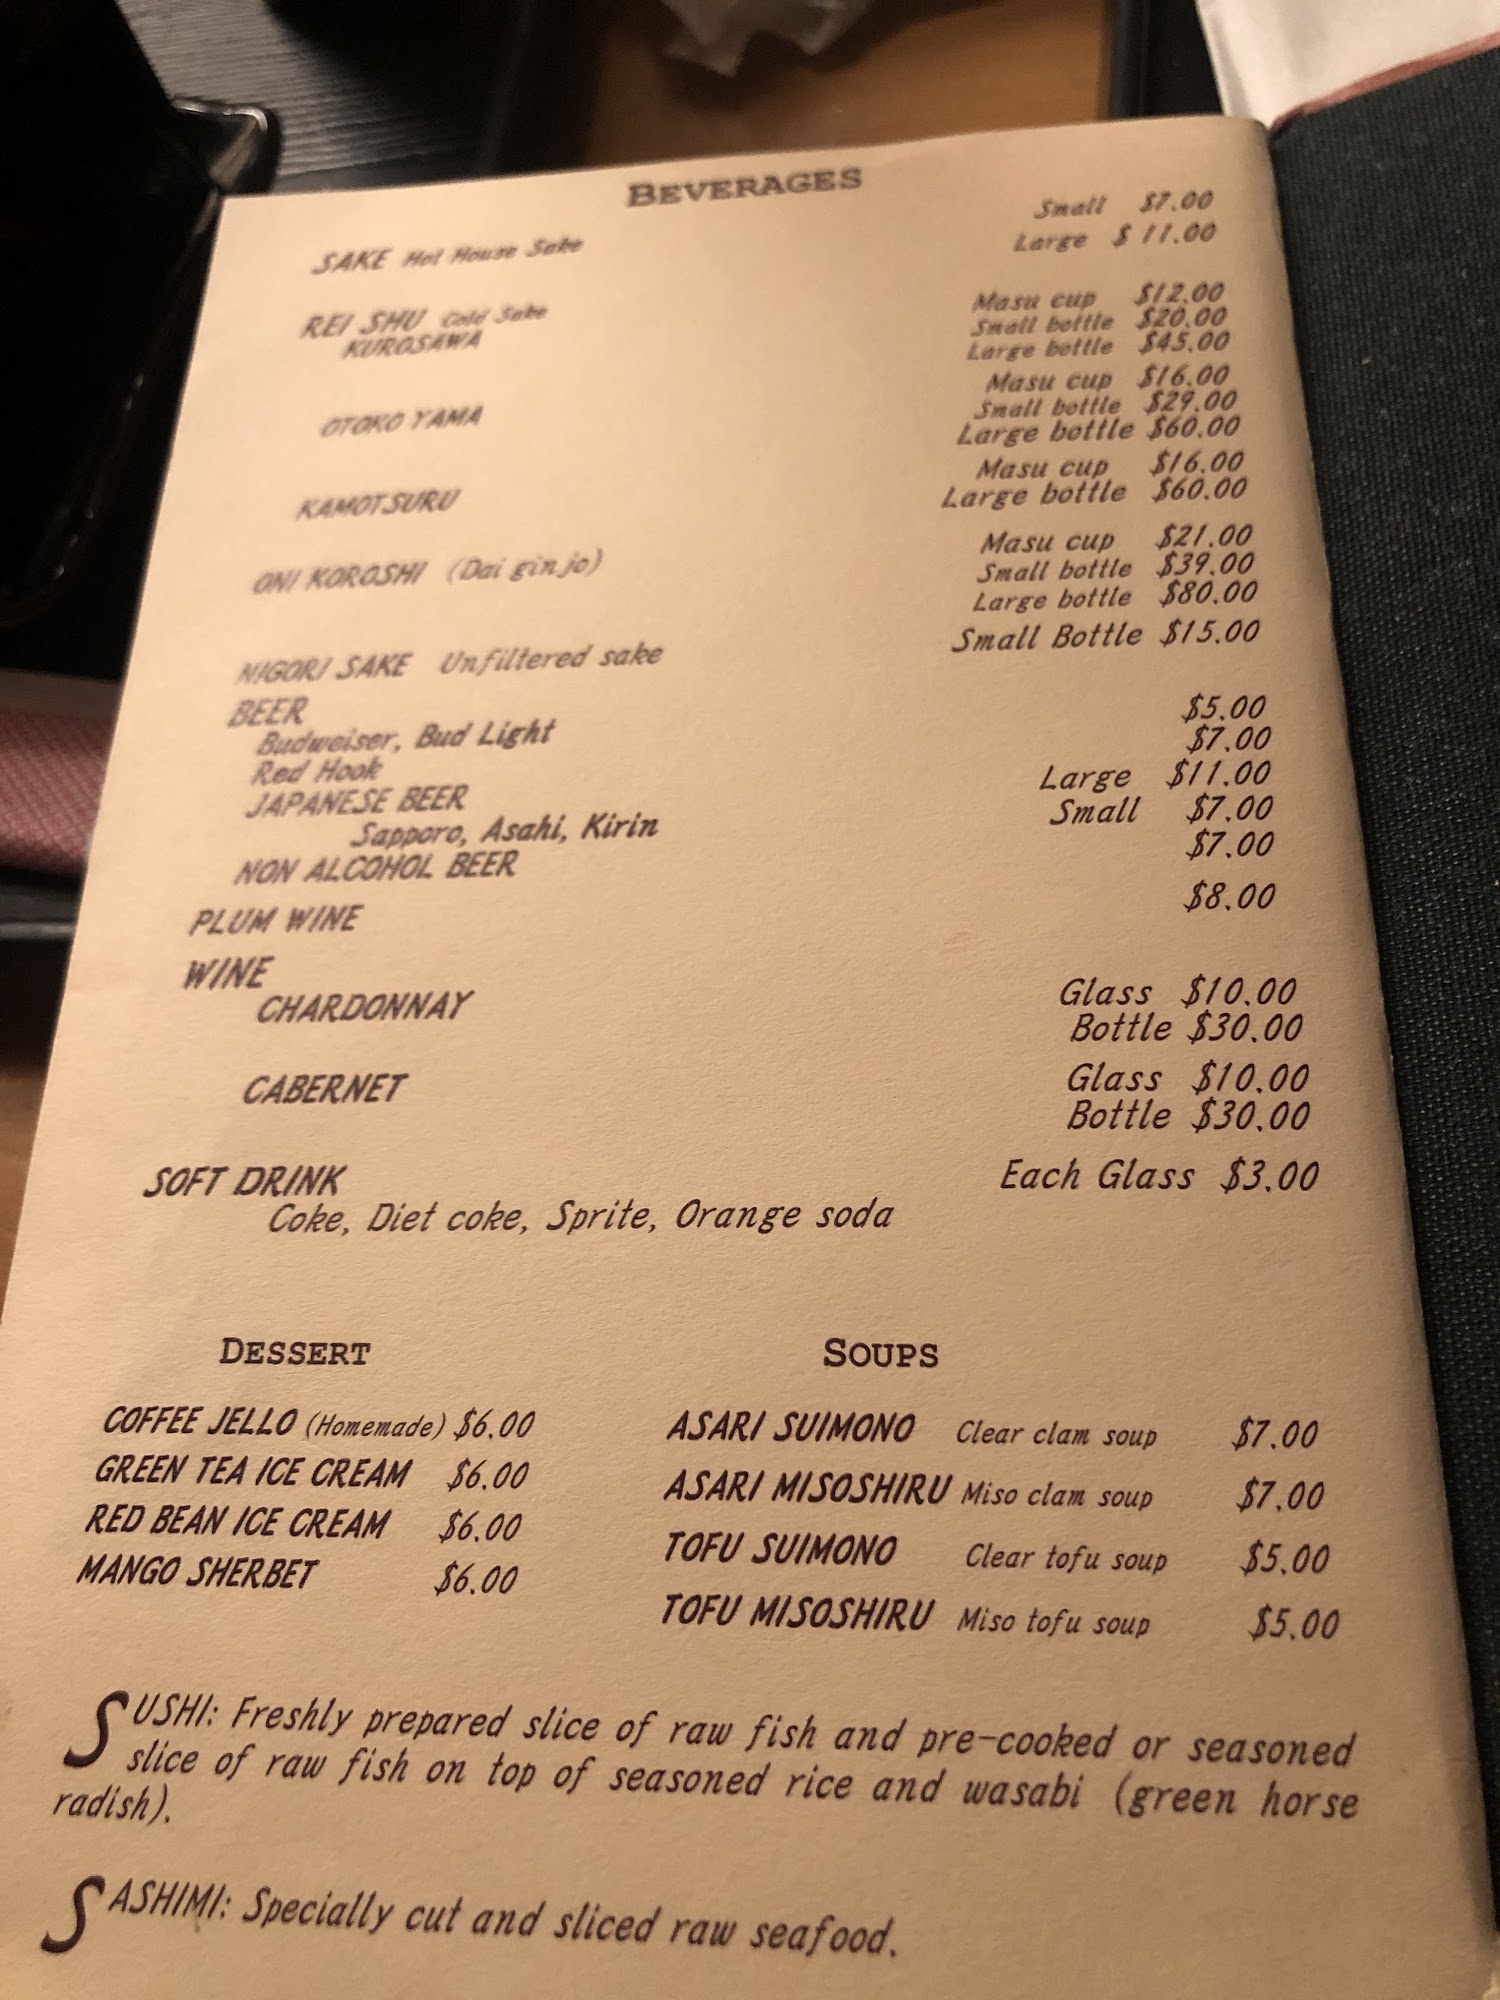 BEVERAGES
SAKE Hot House Sake Small $7.00
Large $ 11.00
REI SHU Cold Sake
KUROSAWA Masu cup $12.00
Small bottle $20.00
Large bottle $45.00
OTOKO YAMA Masu cup $16.00
Small bottle $29.00
Large bottle $60.00
KAMOTSURU Masu cup $16.00
Large bottle $60.00
ONI KOROSHI (Dai ginjo) Masu cup $21.00
Small bottle $39.00
Large bottle $80.00
NIGORI SAKE Unfiltered sake Small Bottle $15.00
BEER
Budweiser, Bud Light $5.00
Red Hook $7.00
JAPANESE BEER Large $11.00
Sapporo, Asahi, Kirin Small $7.00
NON ALCOHOL BEER $7.00
PLUM WINE $8.00
WINE
CHARDONNAY Glass $10.00
Bottle $30.00
CABERNET Glass $10.00
Bottle $30.00
SOFT DRINK Each Glass $3.00
Coke, Diet coke, Sprite, Orange soda
DESSERT
COFFEE JELLO (Homemade) $6.00
GREEN TEA ICE CREAM $6.00
RED BEAN ICE CREAM $6.00
MANGO SHERBET $6.00
SOUPS
ASARI SUIMONO Clear clam soup $7.00
ASARI MISOSHIRU Miso clam soup $7.00
TOFU SUIMONO Clear tofu soup $5.00
TOFU MISOSHIRU Miso tofu soup $5.00
SUSHI: Freshly prepared slice of raw fish and pre-cooked or seasoned
slice of raw fish on top of seasoned rice and wasabi (green horse
radish).
SASHIMI: Specially cut and sliced raw seafood.